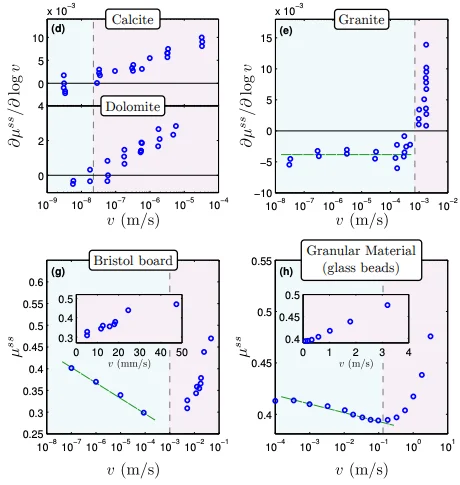 x 10⁻³
Calcite
(d)
10
5
0
Dolomite
4
2
0
∂μˢˢ/∂ log v
10⁻⁹ 10⁻⁸ 10⁻⁷ 10⁻⁶ 10⁻⁵ 10⁻⁴
v (m/s)
x 10⁻³
Granite
(e)
15
10
5
0
−5
−10
∂μˢˢ/∂ log v
10⁻⁸ 10⁻⁷ 10⁻⁶ 10⁻⁵ 10⁻⁴ 10⁻³ 10⁻²
v (m/s)
Bristol board
(g)
0.6
0.55
0.5
0.45
0.4
0.35
0.3
0.25
μˢˢ
0.5
0.4
0.3
0 10 20 30 40 50
v (mm/s)
10⁻⁸ 10⁻⁷ 10⁻⁶ 10⁻⁵ 10⁻⁴ 10⁻³ 10⁻² 10⁻¹
v (m/s)
Granular Material
(glass beads)
(h)
0.55
0.5
0.45
0.4
μˢˢ
0.5
0.45
0.4
0 1 2 3 4
v (m/s)
10⁻⁴ 10⁻³ 10⁻² 10⁻¹ 10⁰ 10¹
v (m/s)